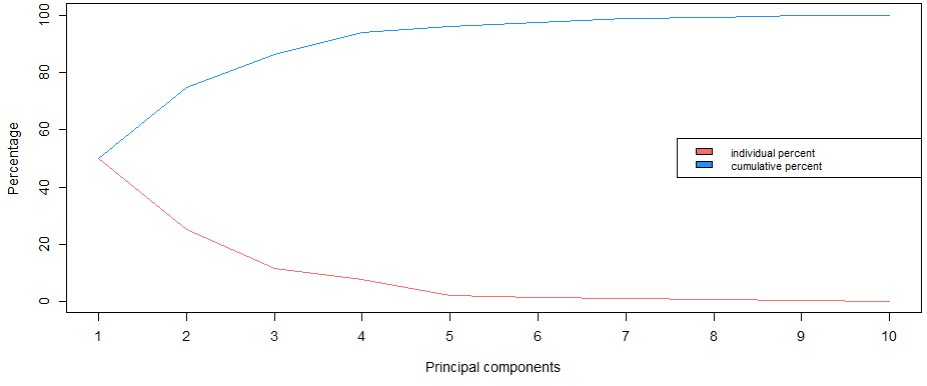 100
80
60
40
20
0
Percentage
individual percent
cumulative percent
1 2 3 4 5 6 7 8 9 10
Principal components